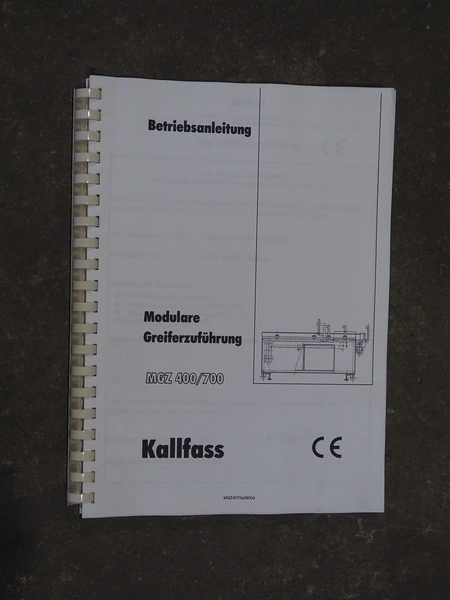 Betriebsanleitung
Modulare
Greiferzuführung
MGZ 400/700
Kallfass
CE